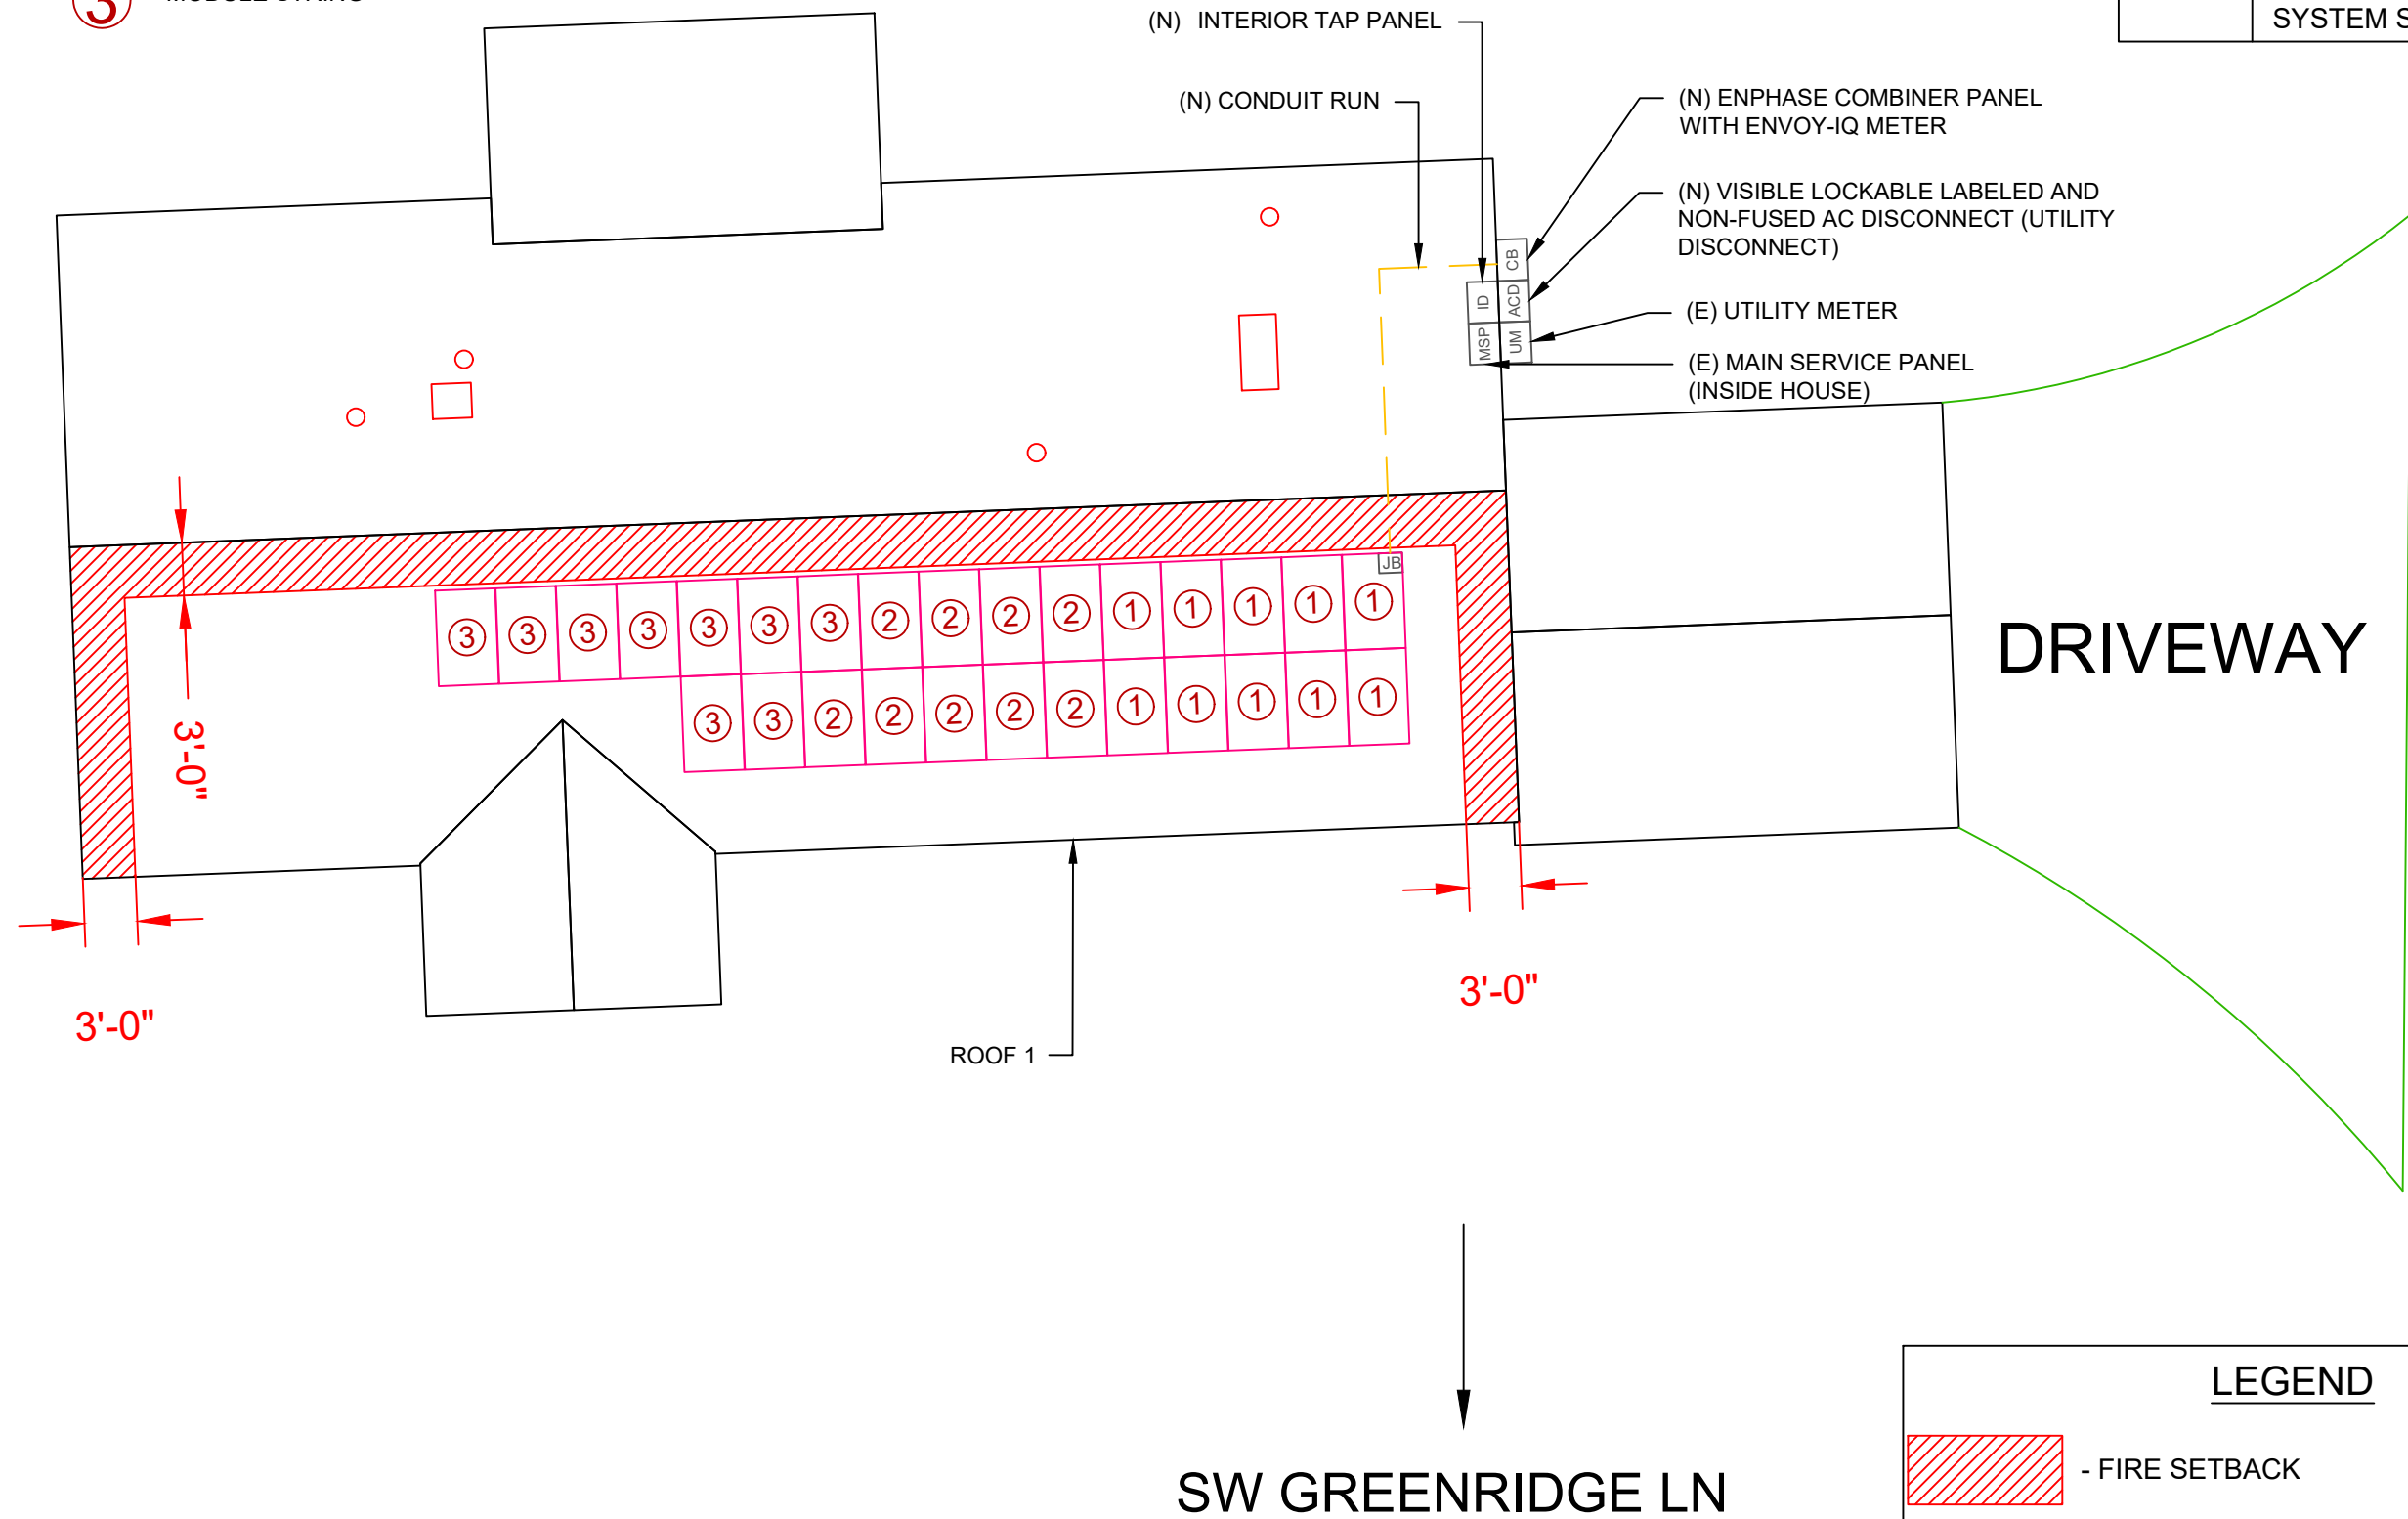 3
SYSTEM S
(N) INTERIOR TAP PANEL
(N) CONDUIT RUN
(N) ENPHASE COMBINER PANEL
WITH ENVOY-IQ METER
(N) VISIBLE LOCKABLE LABELED AND
NON-FUSED AC DISCONNECT (UTILITY
DISCONNECT)
(E) UTILITY METER
(E) MAIN SERVICE PANEL
(INSIDE HOUSE)
CB
ID ACD
MSP UM
JB
3 3 3 3 3 3 3 2 2 2 2 1 1 1 1 1
3 3 2 2 2 2 2 1 1 1 1 1
DRIVEWAY
3'-0"
3'-0"
3'-0"
ROOF 1
SW GREENRIDGE LN
LEGEND
- FIRE SETBACK